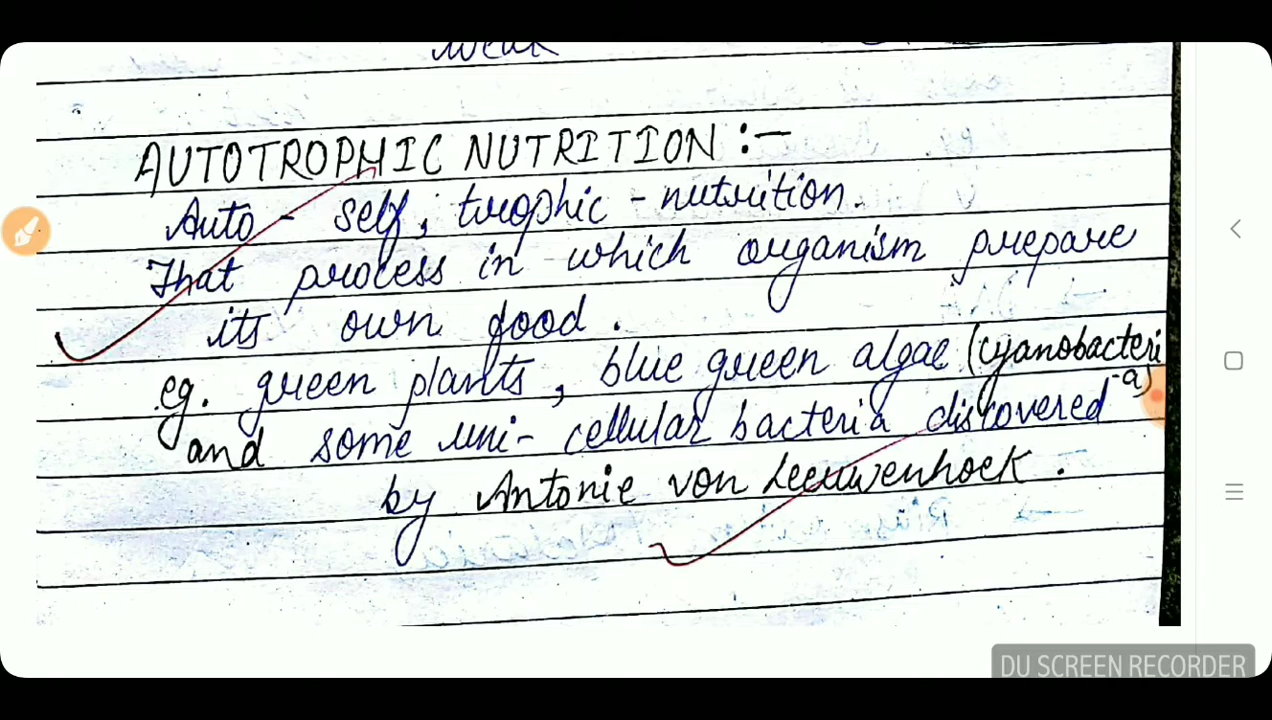 weak
AUTOTROPHIC NUTRITION :-
Auto - self, trophic - nutrition.
That process in which organism prepare
its own food.
eg. green plants, blue green algae (cyanobacteri
-a)
and some uni-cellular bacteria discovered
by Antonie von Leeuwenhoek.
DU SCREEN RECORDER